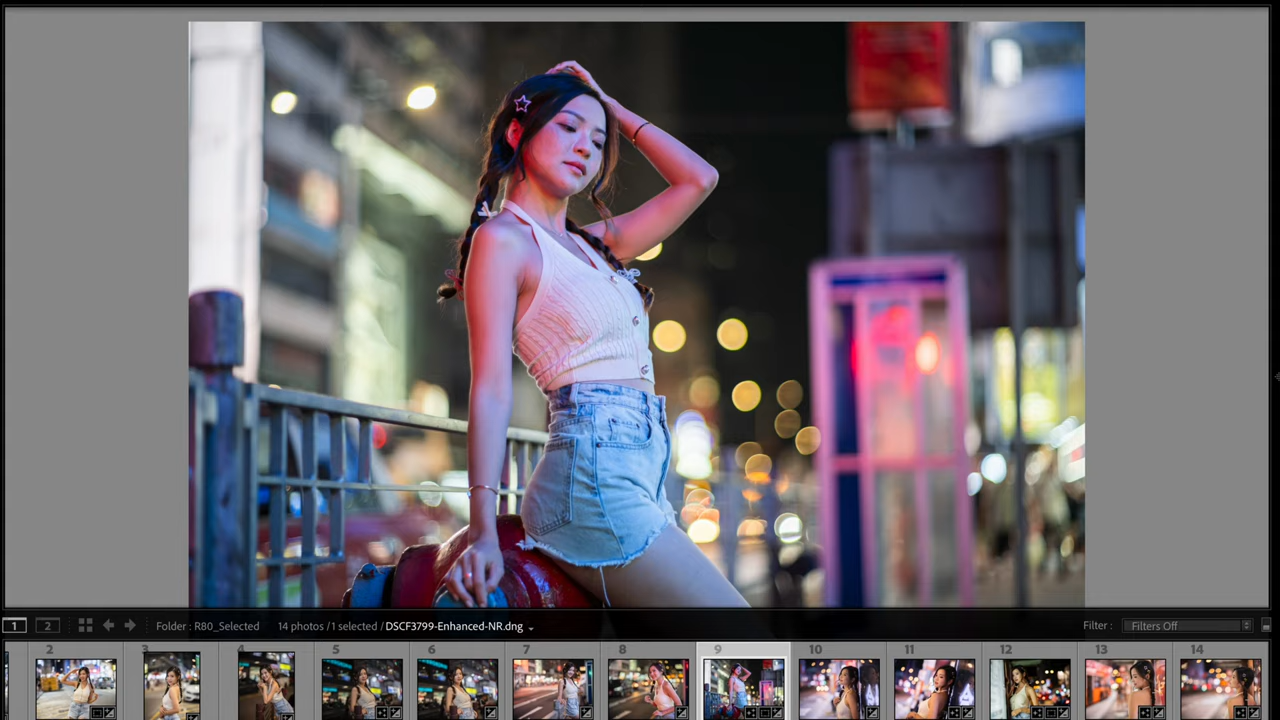 1 2 Folder : R80_Selected 14 photos /1 selected / DSCF3799-Enhanced-NR.dng Filter : Filters Off
2 3 4 5 6 7 8 9 10 11 12 13 14